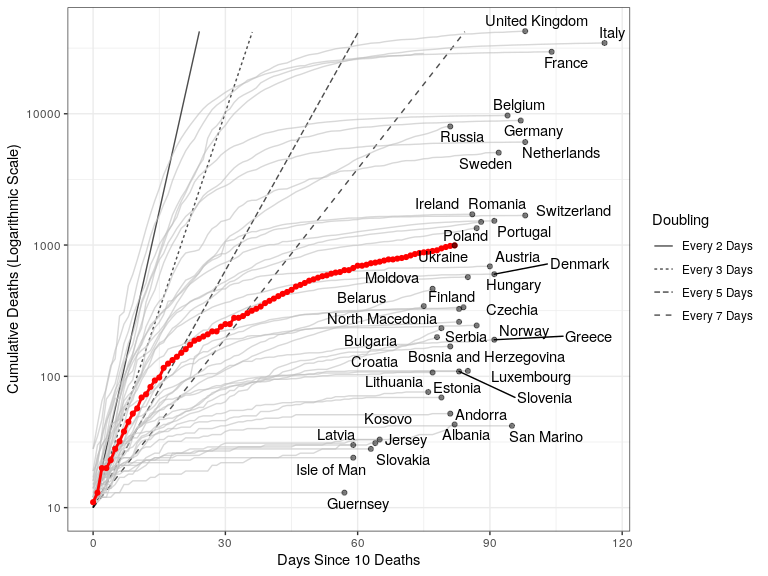 United Kingdom
Italy
France
Belgium
Germany
Russia
Netherlands
Sweden
Ireland Romania
Switzerland
Portugal
Poland
Ukraine
Austria
Denmark
Moldova
Hungary
Belarus
Finland
Czechia
North Macedonia
Norway
Greece
Serbia
Bulgaria
Bosnia and Herzegovina
Croatia
Luxembourg
Lithuania
Estonia
Slovenia
Kosovo
Andorra
Latvia
Jersey
Albania
San Marino
Slovakia
Isle of Man
Guernsey
10000
1000
100
10
0 30 60 90 120
Days Since 10 Deaths
Cumulative Deaths (Logarithmic Scale)
Doubling
Every 2 Days
Every 3 Days
Every 5 Days
Every 7 Days